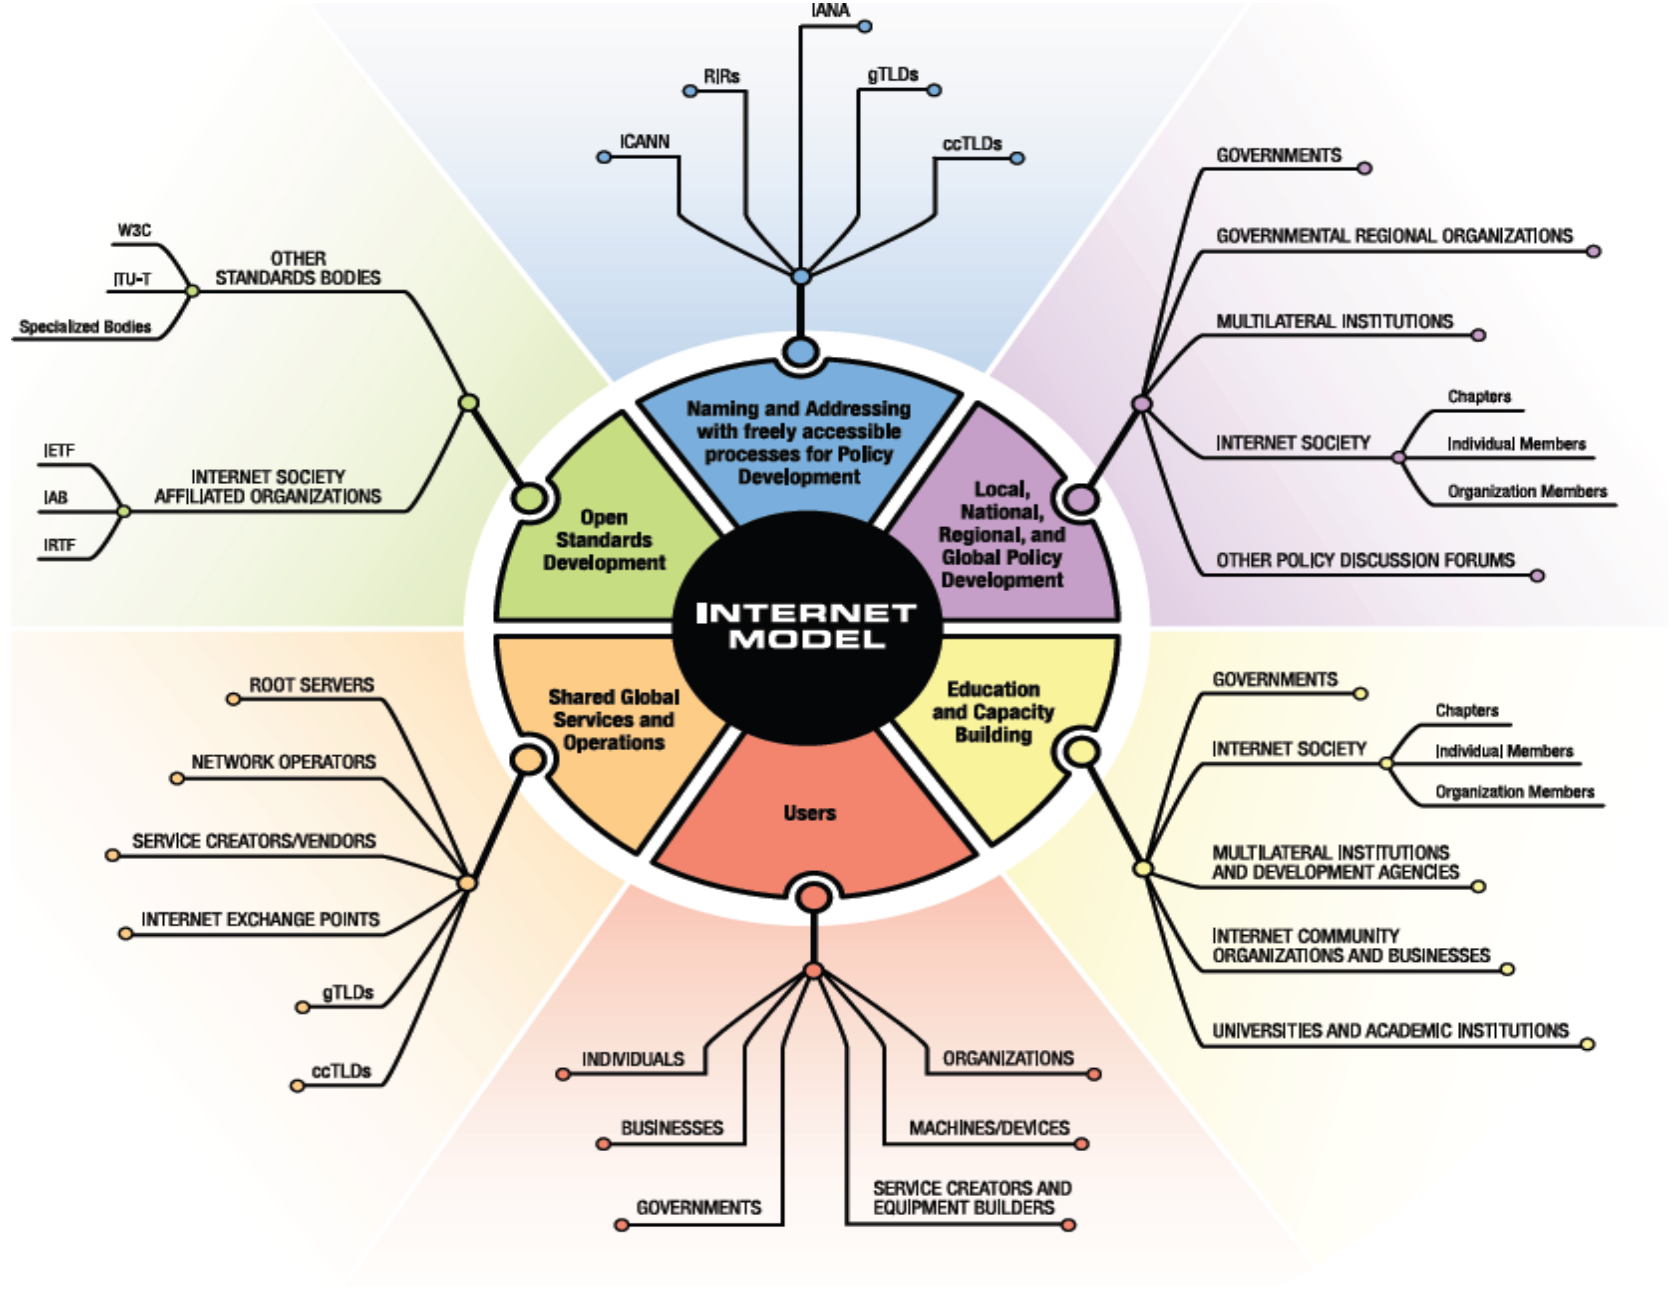 IANA
RIRs
gTLDs
ICANN
ccTLDs
W3C
ITU-T
Specialized Bodies
OTHER
STANDARDS BODIES
IETF
IAB
IRTF
INTERNET SOCIETY
AFFILIATED ORGANIZATIONS
GOVERNMENTS
GOVERNMENTAL REGIONAL ORGANIZATIONS
MULTILATERAL INSTITUTIONS
INTERNET SOCIETY
Chapters
Individual Members
Organization Members
OTHER POLICY DISCUSSION FORUMS
Naming and Addressing
with freely accessible
processes for Policy
Development
Open
Standards
Development
Local,
National,
Regional, and
Global Policy
Development
INTERNET
MODEL
Shared Global
Services and
Operations
Education
and Capacity
Building
Users
ROOT SERVERS
NETWORK OPERATORS
SERVICE CREATORS/VENDORS
INTERNET EXCHANGE POINTS
gTLDs
ccTLDs
GOVERNMENTS
INTERNET SOCIETY
Chapters
Individual Members
Organization Members
MULTILATERAL INSTITUTIONS
AND DEVELOPMENT AGENCIES
INTERNET COMMUNITY
ORGANIZATIONS AND BUSINESSES
UNIVERSITIES AND ACADEMIC INSTITUTIONS
INDIVIDUALS
BUSINESSES
GOVERNMENTS
ORGANIZATIONS
MACHINES/DEVICES
SERVICE CREATORS AND
EQUIPMENT BUILDERS